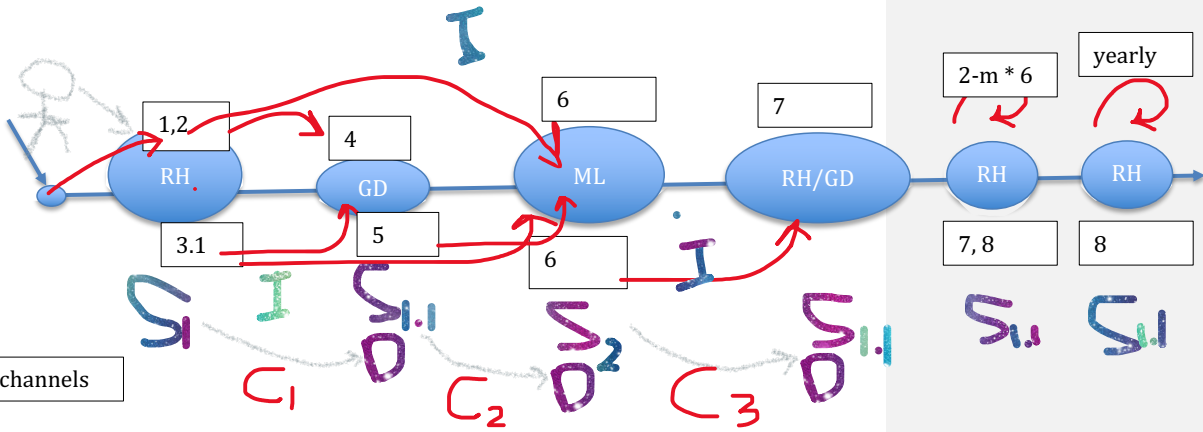 I
2-m * 6
yearly
1,2
4
6
7
RH
GD
ML
RH/GD
RH
RH
3.1
5
6
7, 8
8
I
I
S1
S1.1
D
S2
D
S1.1
D
S1.1
S1.1
channels
C1
C2
C3